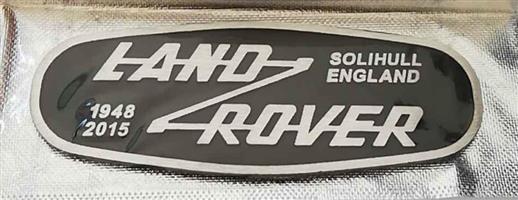 LAND
ROVER
SOLIHULL
ENGLAND
1948
2015